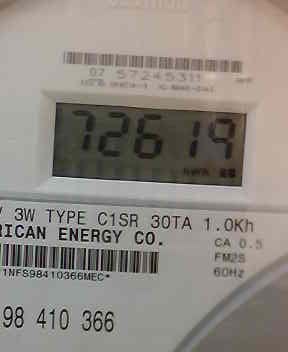 07 57245311
72619
3W TYPE C1SR 30TA 1.0Kh
RICAN ENERGY CO.
CA 0.5
FM2S
60Hz
1NFS98410366MEC*
98 410 366